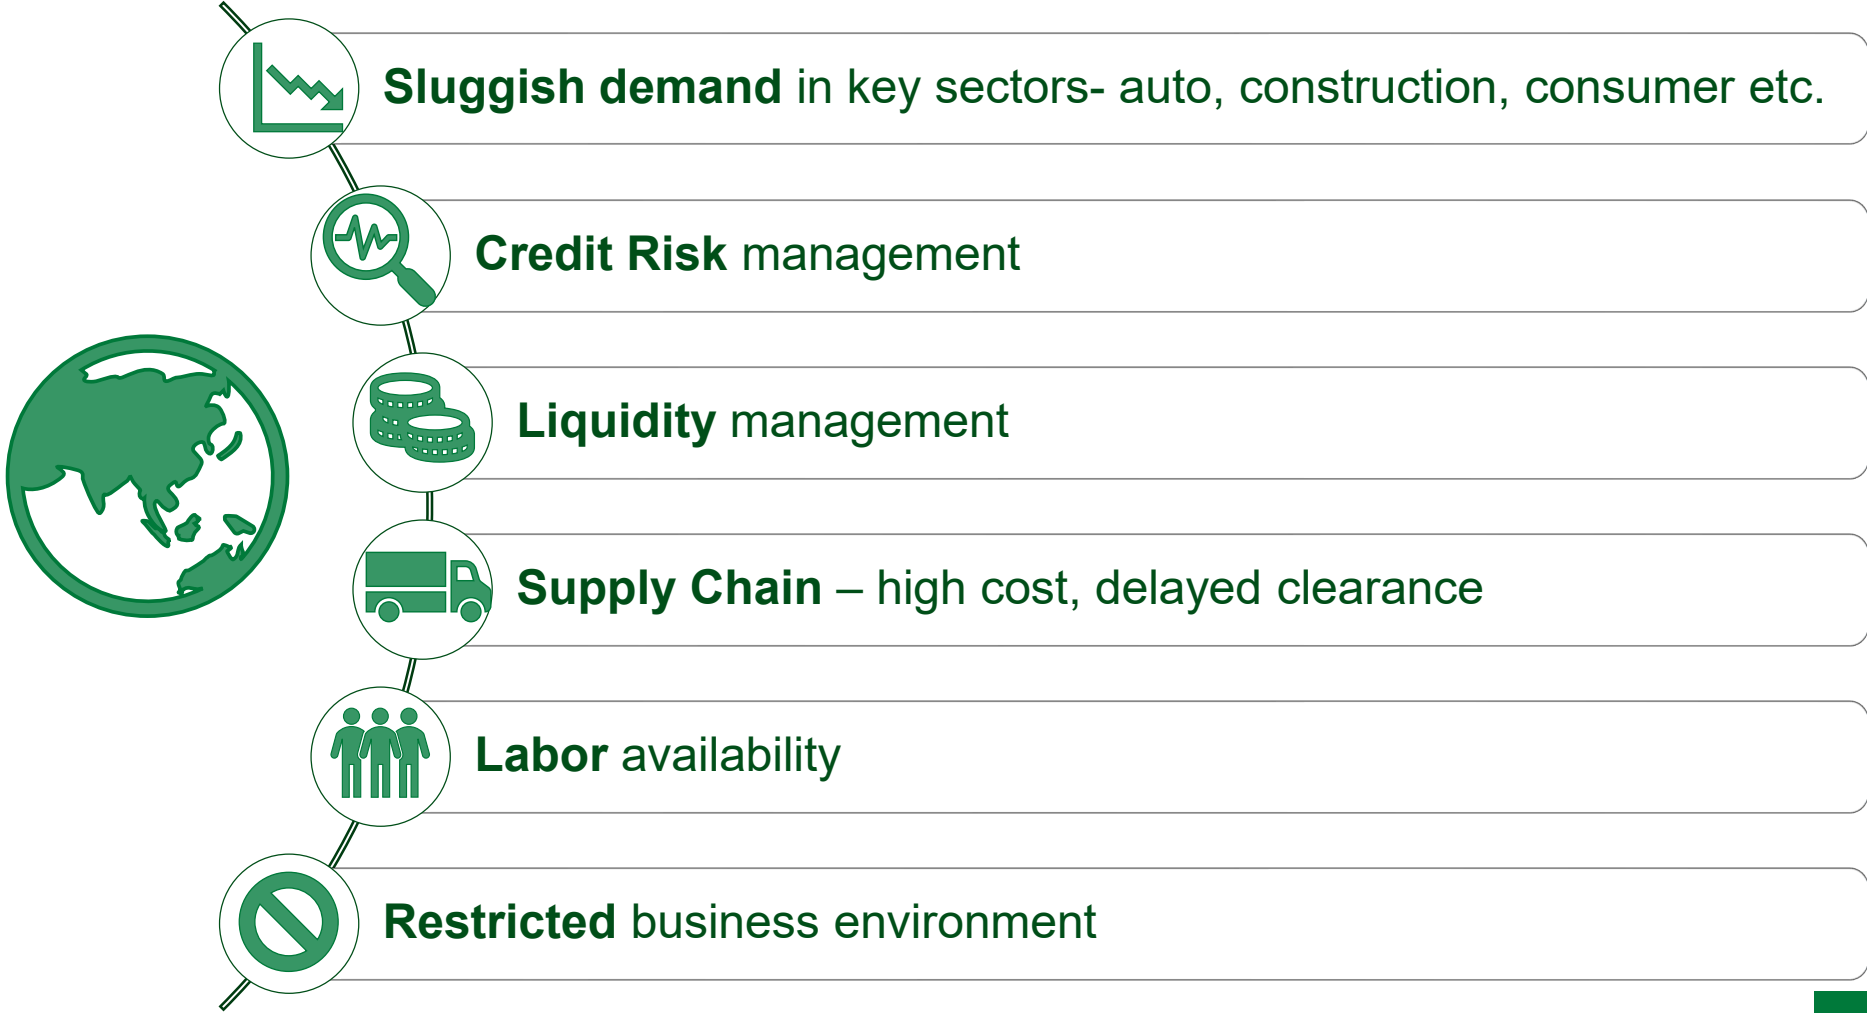 Sluggish demand in key sectors- auto, construction, consumer etc.
Credit Risk management
Liquidity management
Supply Chain – high cost, delayed clearance
Labor availability
Restricted business environment